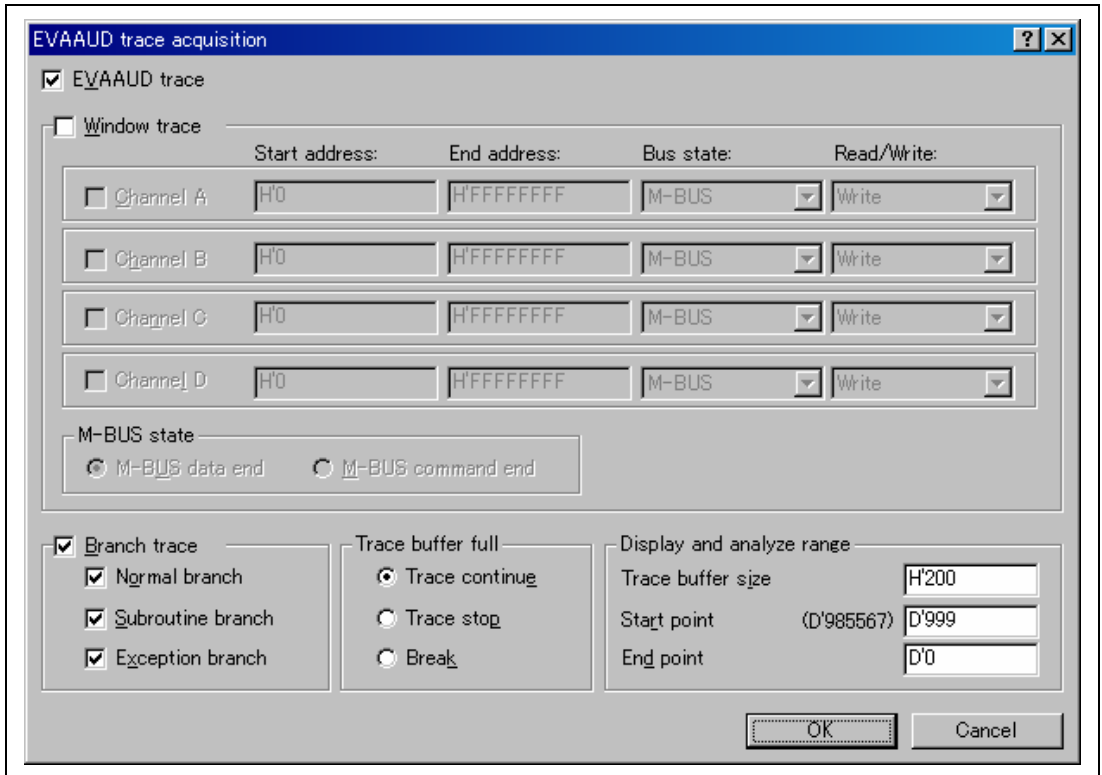 EVAAUD trace acquisition
EVAAUD trace
Window trace
Start address: End address: Bus state: Read/Write:
Channel A H'0 H'FFFFFFFF M-BUS Write
Channel B H'0 H'FFFFFFFF M-BUS Write
Channel C H'0 H'FFFFFFFF M-BUS Write
Channel D H'0 H'FFFFFFFF M-BUS Write
M-BUS state
M-BUS data end M-BUS command end
Branch trace
Normal branch
Subroutine branch
Exception branch
Trace buffer full
Trace continue
Trace stop
Break
Display and analyze range
Trace buffer size H'200
Start point (D'985567) D'999
End point D'0
OK Cancel